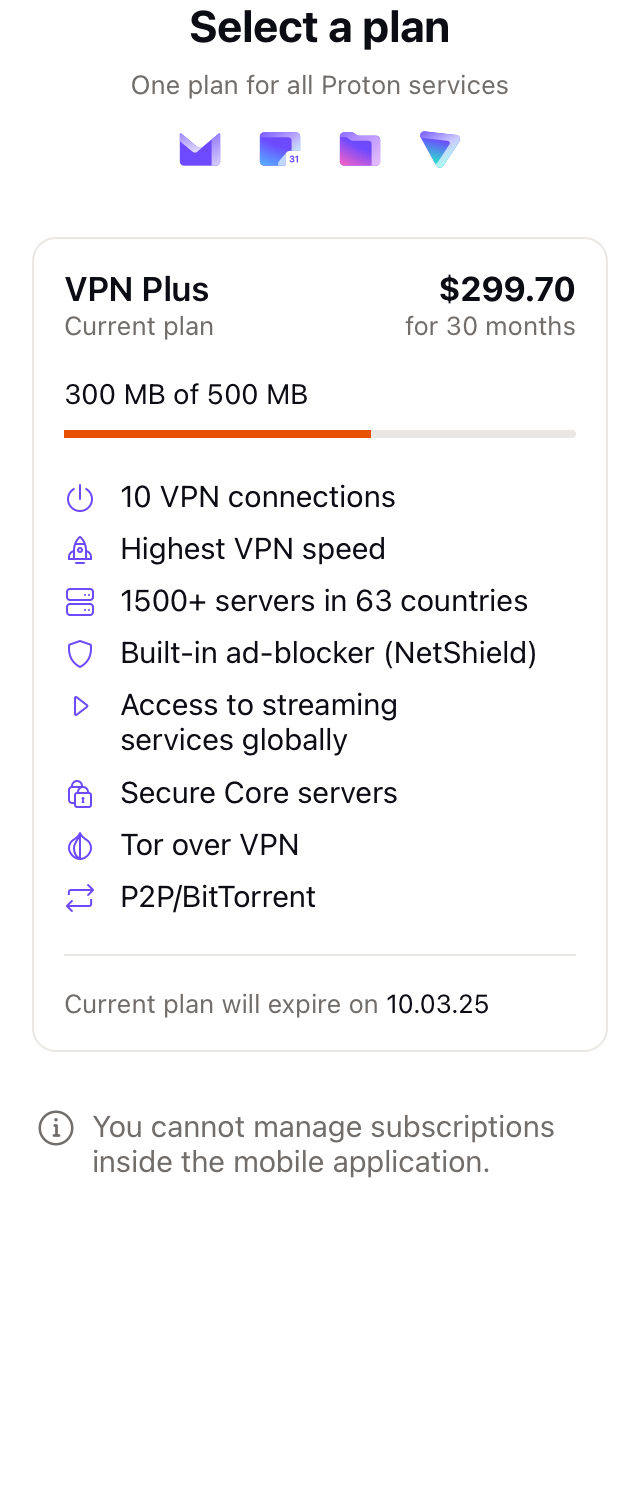 Select a plan
One plan for all Proton services
31
VPN Plus
$299.70
Current plan
for 30 months
300 MB of 500 MB
10 VPN connections
Highest VPN speed
1500+ servers in 63 countries
Built-in ad-blocker (NetShield)
Access to streaming
services globally
Secure Core servers
Tor over VPN
P2P/BitTorrent
Current plan will expire on 10.03.25
You cannot manage subscriptions
inside the mobile application.